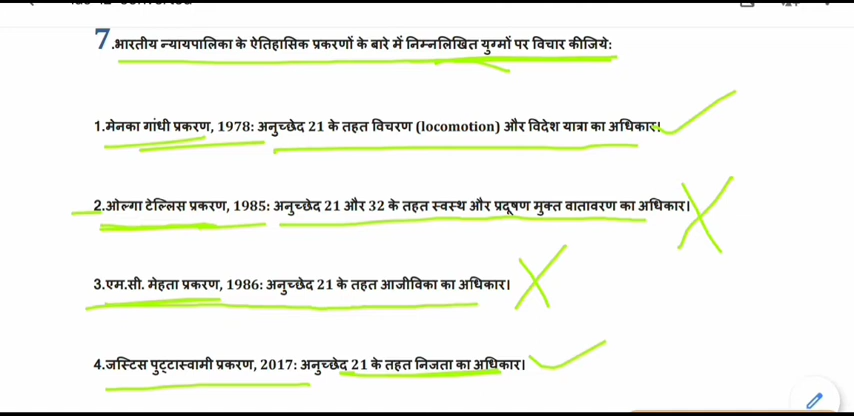 7.भारतीय न्यायपालिका के ऐतिहासिक प्रकरणों के बारे में निम्नलिखित युग्मों पर विचार कीजिये:
1.मेनका गांधी प्रकरण, 1978: अनुच्छेद 21 के तहत विचरण (locomotion) और विदेश यात्रा का अधिकार।
2.ओल्गा टेल्लिस प्रकरण, 1985: अनुच्छेद 21 और 32 के तहत स्वस्थ और प्रदूषण मुक्त वातावरण का अधिकार।
3.एम.सी. मेहता प्रकरण, 1986: अनुच्छेद 21 के तहत आजीविका का अधिकार।
4.जस्टिस पुट्टास्वामी प्रकरण, 2017: अनुच्छेद 21 के तहत निजता का अधिकार।